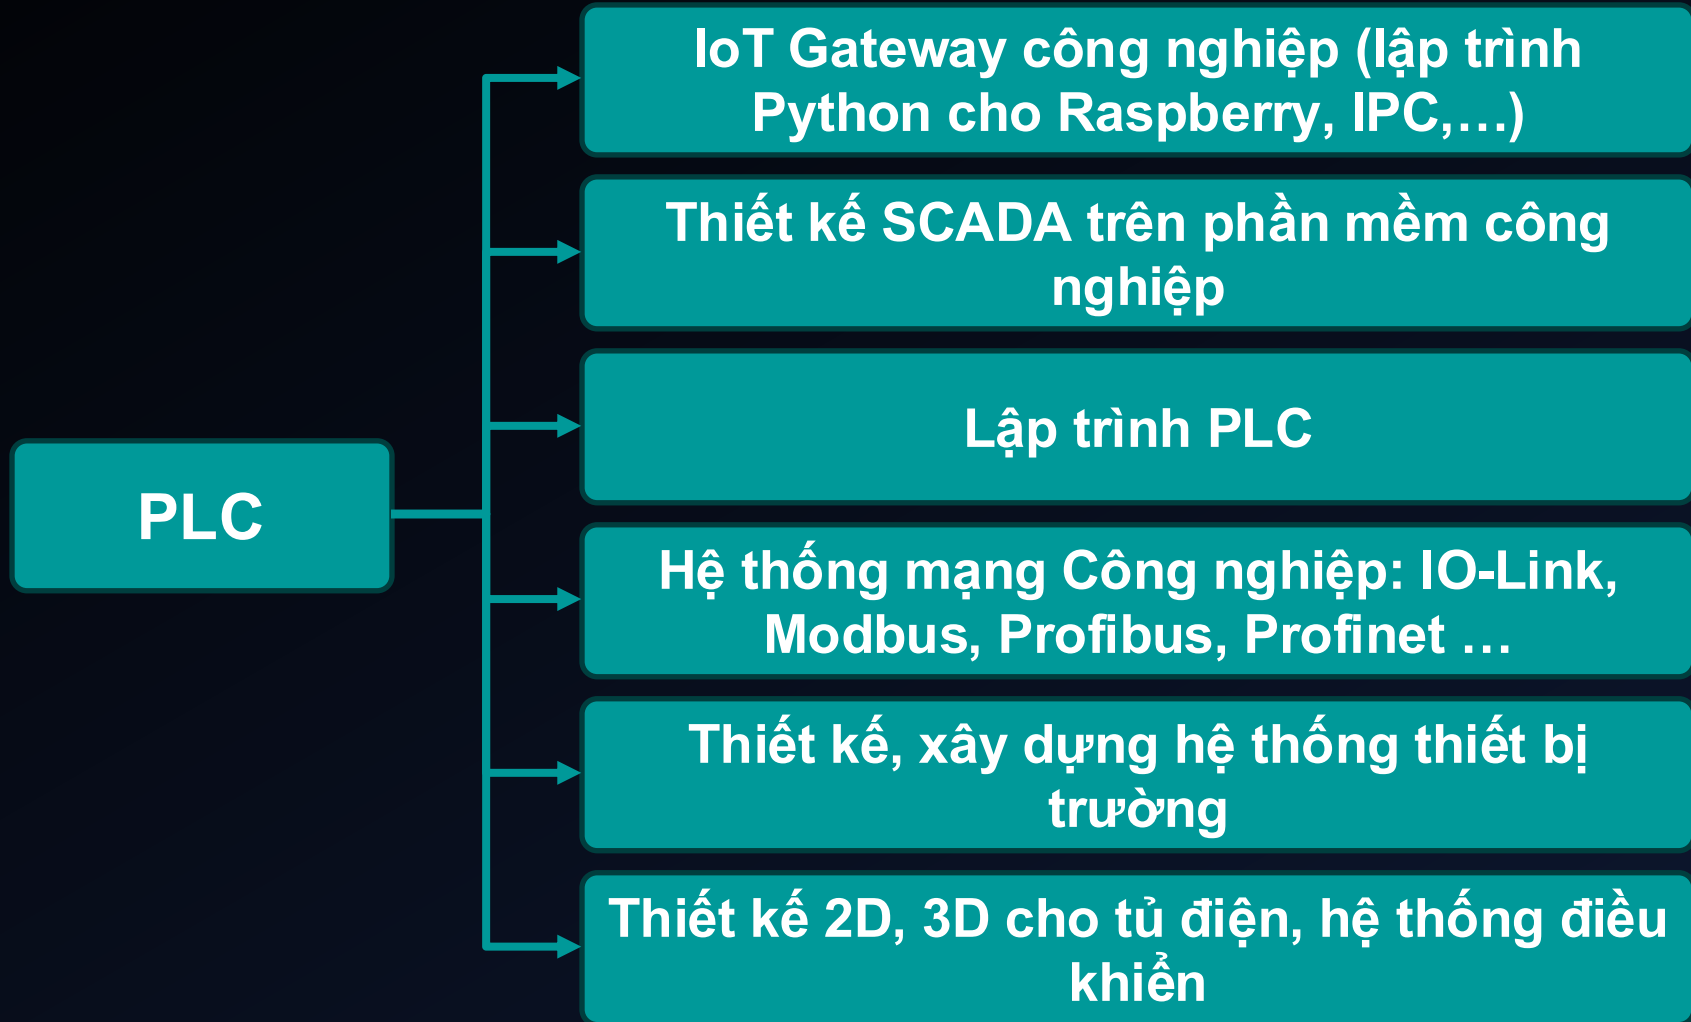 IoT Gateway công nghiệp (lập trình
Python cho Raspberry, IPC,…)
Thiết kế SCADA trên phần mềm công
nghiệp
Lập trình PLC
PLC
Hệ thống mạng Công nghiệp: IO-Link,
Modbus, Profibus, Profinet …
Thiết kế, xây dựng hệ thống thiết bị
trường
Thiết kế 2D, 3D cho tủ điện, hệ thống điều
khiển